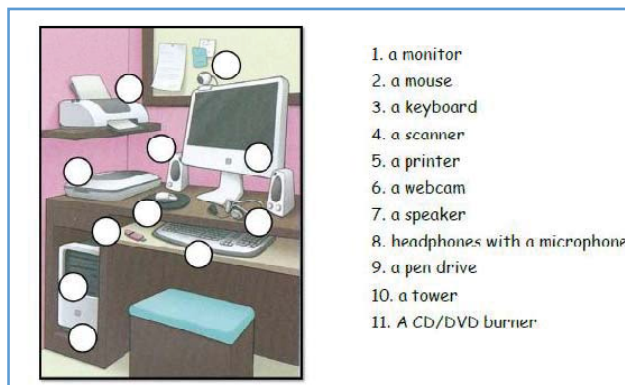 1. a monitor
2. a mouse
3. a keyboard
4. a scanner
5. a printer
6. a webcam
7. a speaker
8. headphones with a microphone
9. a pen drive
10. a tower
11. A CD/DVD burner